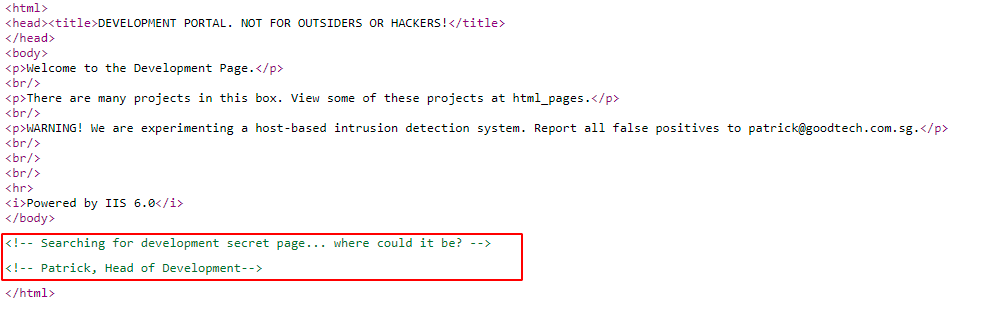 <html>
<head><title>DEVELOPMENT PORTAL. NOT FOR OUTSIDERS OR HACKERS!</title>
</head>
<body>
<p>Welcome to the Development Page.</p>
<br/>
<p>There are many projects in this box. View some of these projects at html_pages.</p>
<br/>
<p>WARNING! We are experimenting a host-based intrusion detection system. Report all false positives to patrick@goodtech.com.sg.</p>
<br/>
<br/>
<br/>
<hr>
<i>Powered by IIS 6.0</i>
</body>
<!-- Searching for development secret page... where could it be? -->
<!-- Patrick, Head of Development-->
</html>